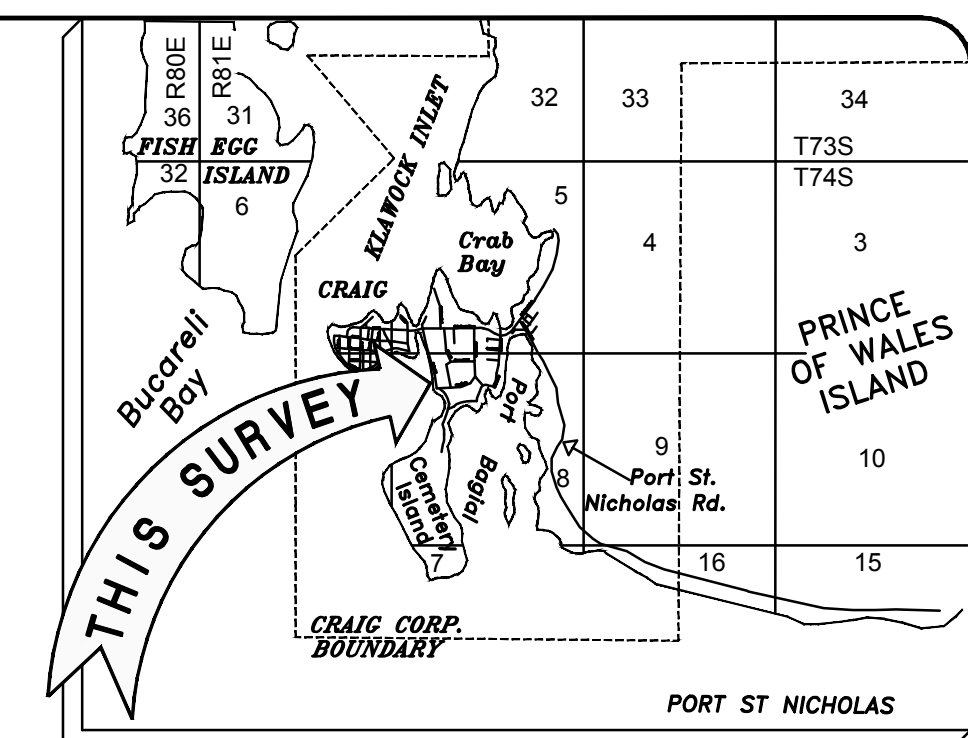 R80E
R81E
36
31
FISH EGG
ISLAND
32
6
KLAWOCK INLET
32
33
34
T73S
T74S
5
4
3
Crab
Bay
CRAIG
Bucareli
Bay
PRINCE
OF WALES
ISLAND
THIS SURVEY
Port
Bagial
Cemetery
Island
7
8
9
10
Port St.
Nicholas Rd.
16
15
CRAIG CORP.
BOUNDARY
PORT ST NICHOLAS